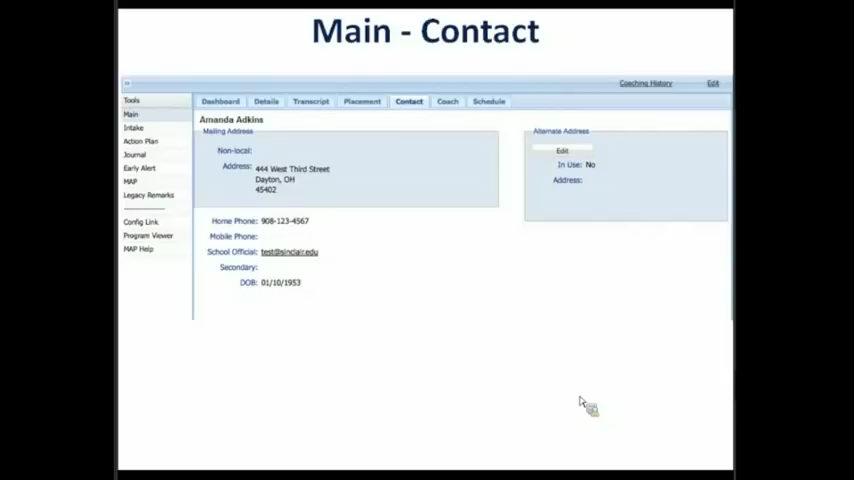 Main - Contact
Coaching History Edit
Tools
Main
Intake
Action Plan
Journal
Early Alert
MAP
Legacy Remarks
Config Link
Program Viewer
MAP Help
Dashboard Details Transcript Placement Contact Coach Schedule
Amanda Adkins
Mailing Address
Non-local:
Address: 444 West Third Street
Dayton, OH
45402
Alternate Address
Edit
In Use: No
Address:
Home Phone: 908-123-4567
Mobile Phone:
School Official: test@sinclair.edu
Secondary:
DOB: 01/10/1953